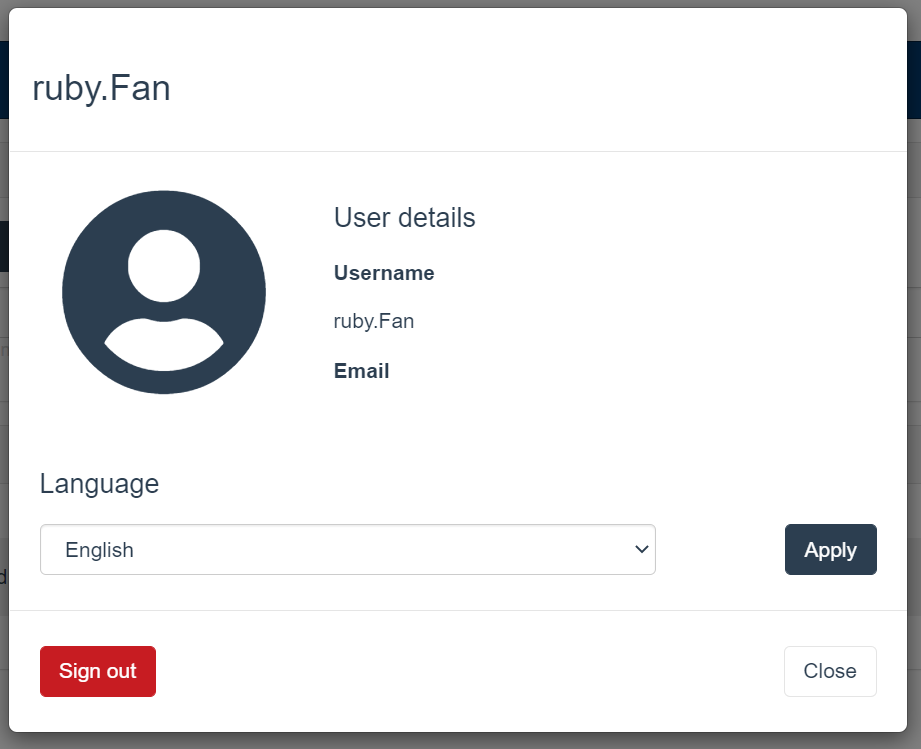 ruby.Fan
User details
Username
ruby.Fan
Email
Language
English
Apply
Sign out
Close